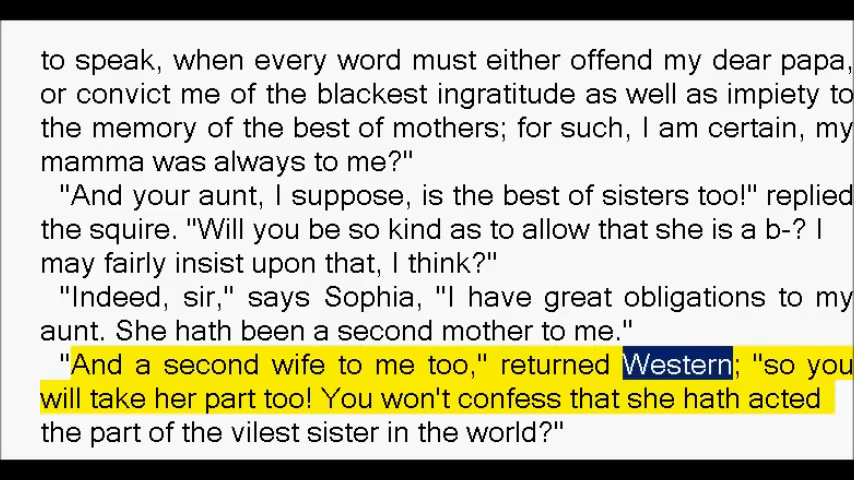 to speak, when every word must either offend my dear papa,
or convict me of the blackest ingratitude as well as impiety to
the memory of the best of mothers; for such, I am certain, my
mamma was always to me?"
"And your aunt, I suppose, is the best of sisters too!" replied
the squire. "Will you be so kind as to allow that she is a b-? I
may fairly insist upon that, I think?"
"Indeed, sir," says Sophia, "I have great obligations to my
aunt. She hath been a second mother to me."
"And a second wife to me too," returned Western; "so you
will take her part too! You won't confess that she hath acted
the part of the vilest sister in the world?"